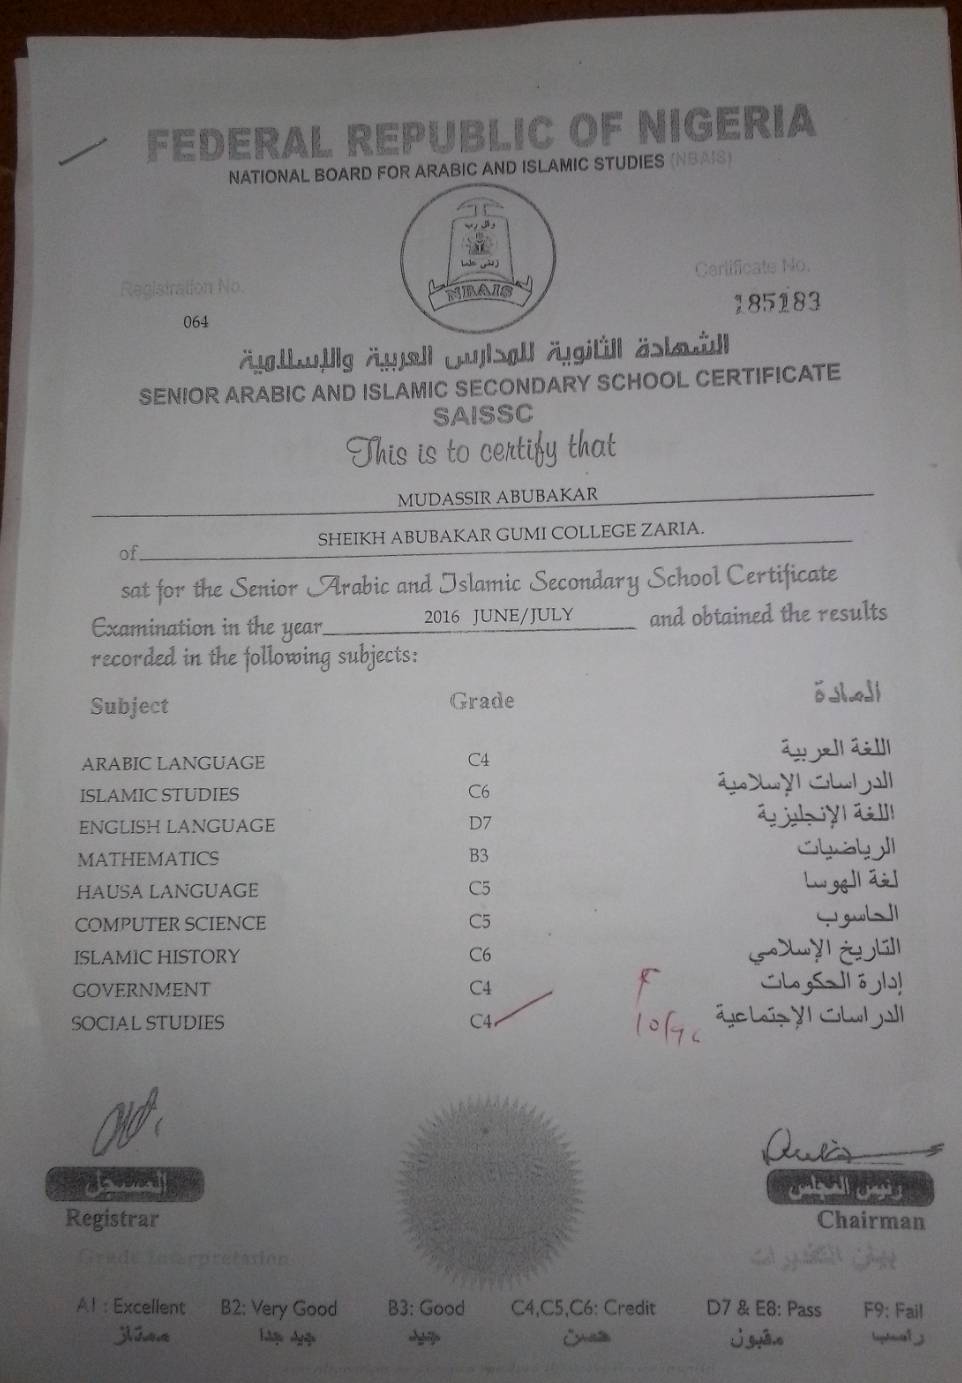 FEDERAL REPUBLIC OF NIGERIA
NATIONAL BOARD FOR ARABIC AND ISLAMIC STUDIES (NBAIS)
وقل رب
زدني علما
NBAIS
Registration No.
064
Certificate No.
185183
الشهادة الثانوية للمدارس العربية والإسلامية
SENIOR ARABIC AND ISLAMIC SECONDARY SCHOOL CERTIFICATE
SAISSC
This is to certify that
MUDASSIR ABUBAKAR
of SHEIKH ABUBAKAR GUMI COLLEGE ZARIA.
sat for the Senior Arabic and Islamic Secondary School Certificate
Examination in the year 2016 JUNE/JULY and obtained the results
recorded in the following subjects:
Subject Grade المادة
ARABIC LANGUAGE C4 اللغة العربية
ISLAMIC STUDIES C6 الدراسات الإسلامية
ENGLISH LANGUAGE D7 اللغة الإنجليزية
MATHEMATICS B3 الرياضيات
HAUSA LANGUAGE C5 لغة الهوسا
COMPUTER SCIENCE C5 الحاسوب
ISLAMIC HISTORY C6 التاريخ الإسلامي
GOVERNMENT C4 إدارة الحكومات
SOCIAL STUDIES C4 الدراسات الإجتماعية
المسجل
Registrar
رئيس المجلس
Chairman
Grade Interpretation بيان التقديرات
A1 : Excellent B2: Very Good B3: Good C4,C5,C6: Credit D7 & E8: Pass F9: Fail
ممتاز جيد جدا جيد حسن مقبول راسب